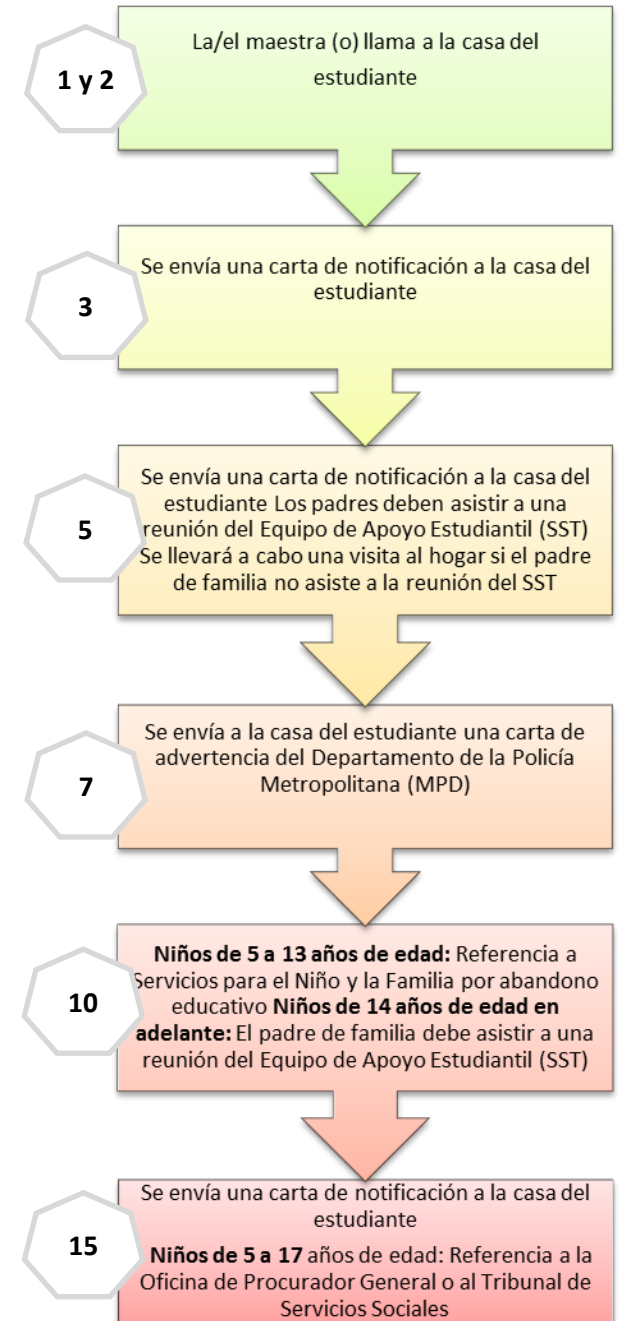 1 y 2
La/el maestra (o) llama a la casa del
estudiante
3
Se envía una carta de notificación a la casa del
estudiante
5
Se envía una carta de notificación a la casa del
estudiante Los padres deben asistir a una
reunión del Equipo de Apoyo Estudiantil (SST)
Se llevará a cabo una visita al hogar si el padre
de familia no asiste a la reunión del SST
7
Se envía a la casa del estudiante una carta de
advertencia del Departamento de la Policía
Metropolitana (MPD)
10
Niños de 5 a 13 años de edad: Referencia a
Servicios para el Niño y la Familia por abandono
educativo Niños de 14 años de edad en
adelante: El padre de familia debe asistir a una
reunión del Equipo de Apoyo Estudiantil (SST)
15
Se envía una carta de notificación a la casa del
estudiante
Niños de 5 a 17 años de edad: Referencia a la
Oficina de Procurador General o al Tribunal de
Servicios Sociales